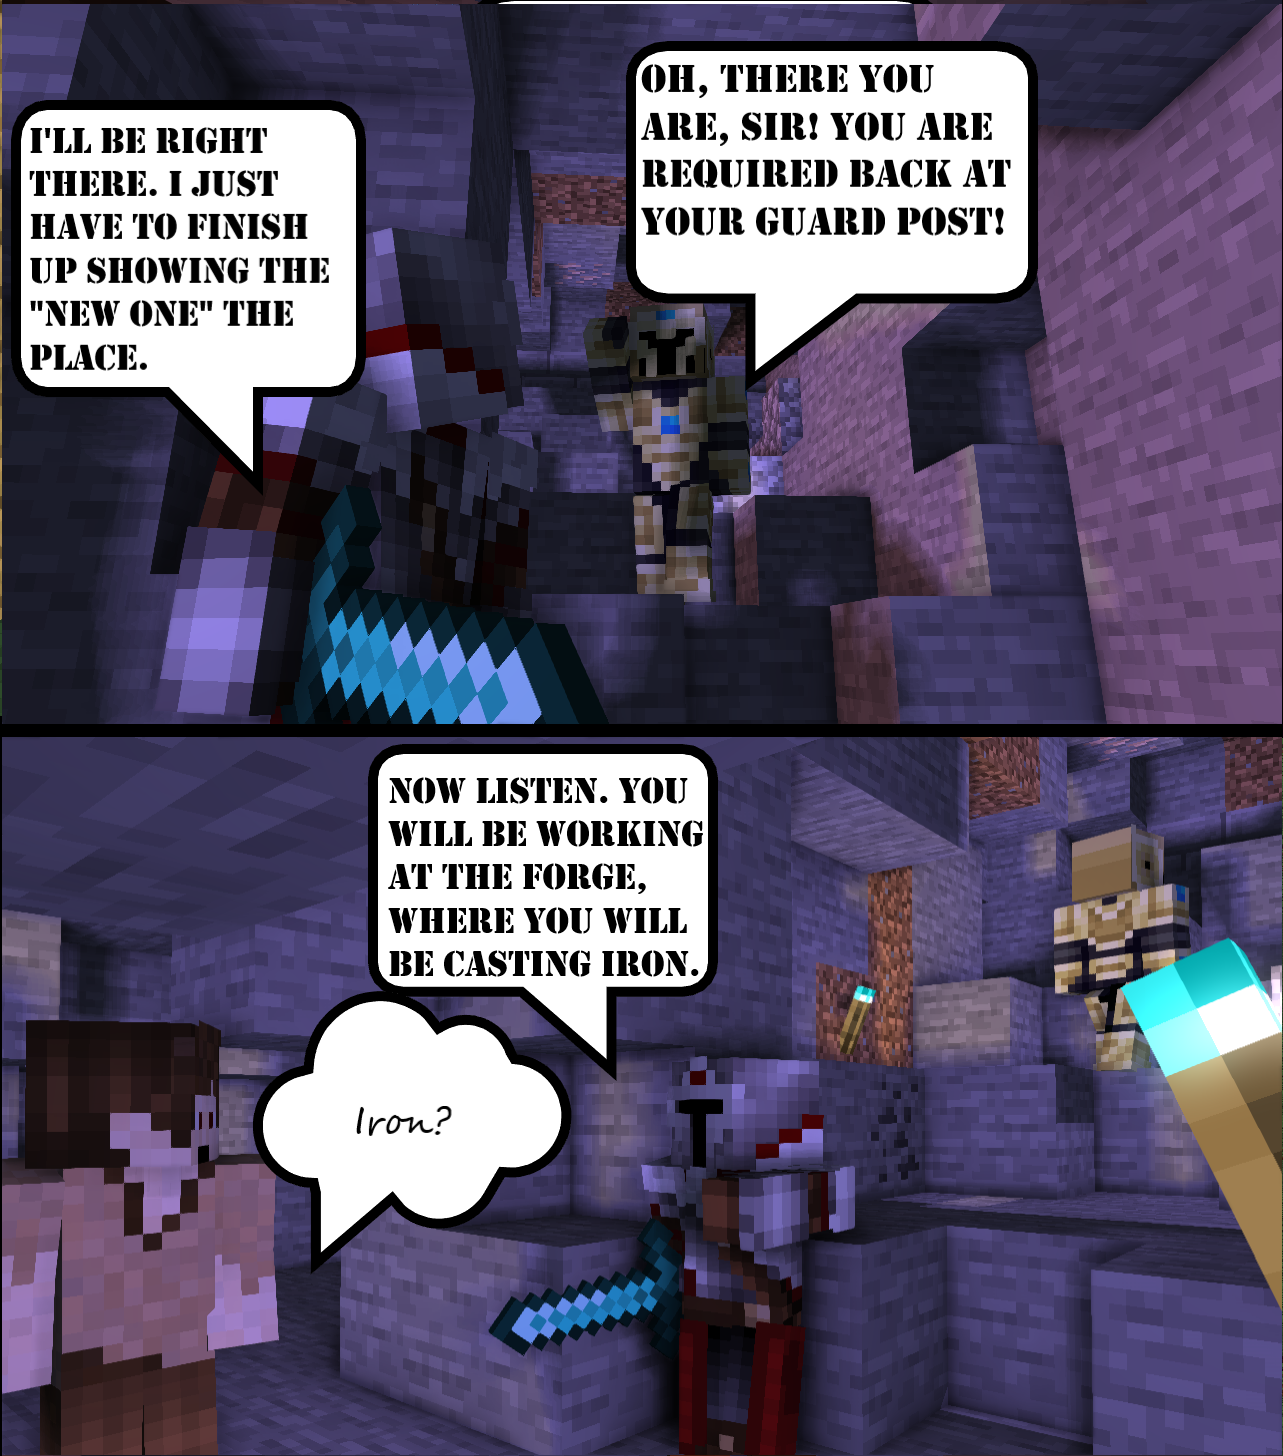 OH, THERE YOU
ARE, SIR! YOU ARE
REQUIRED BACK AT
YOUR GUARD POST!
I'LL BE RIGHT
THERE. I JUST
HAVE TO FINISH
UP SHOWING THE
"NEW ONE" THE
PLACE.
NOW LISTEN. YOU
WILL BE WORKING
AT THE FORGE,
WHERE YOU WILL
BE CASTING IRON.
Iron?